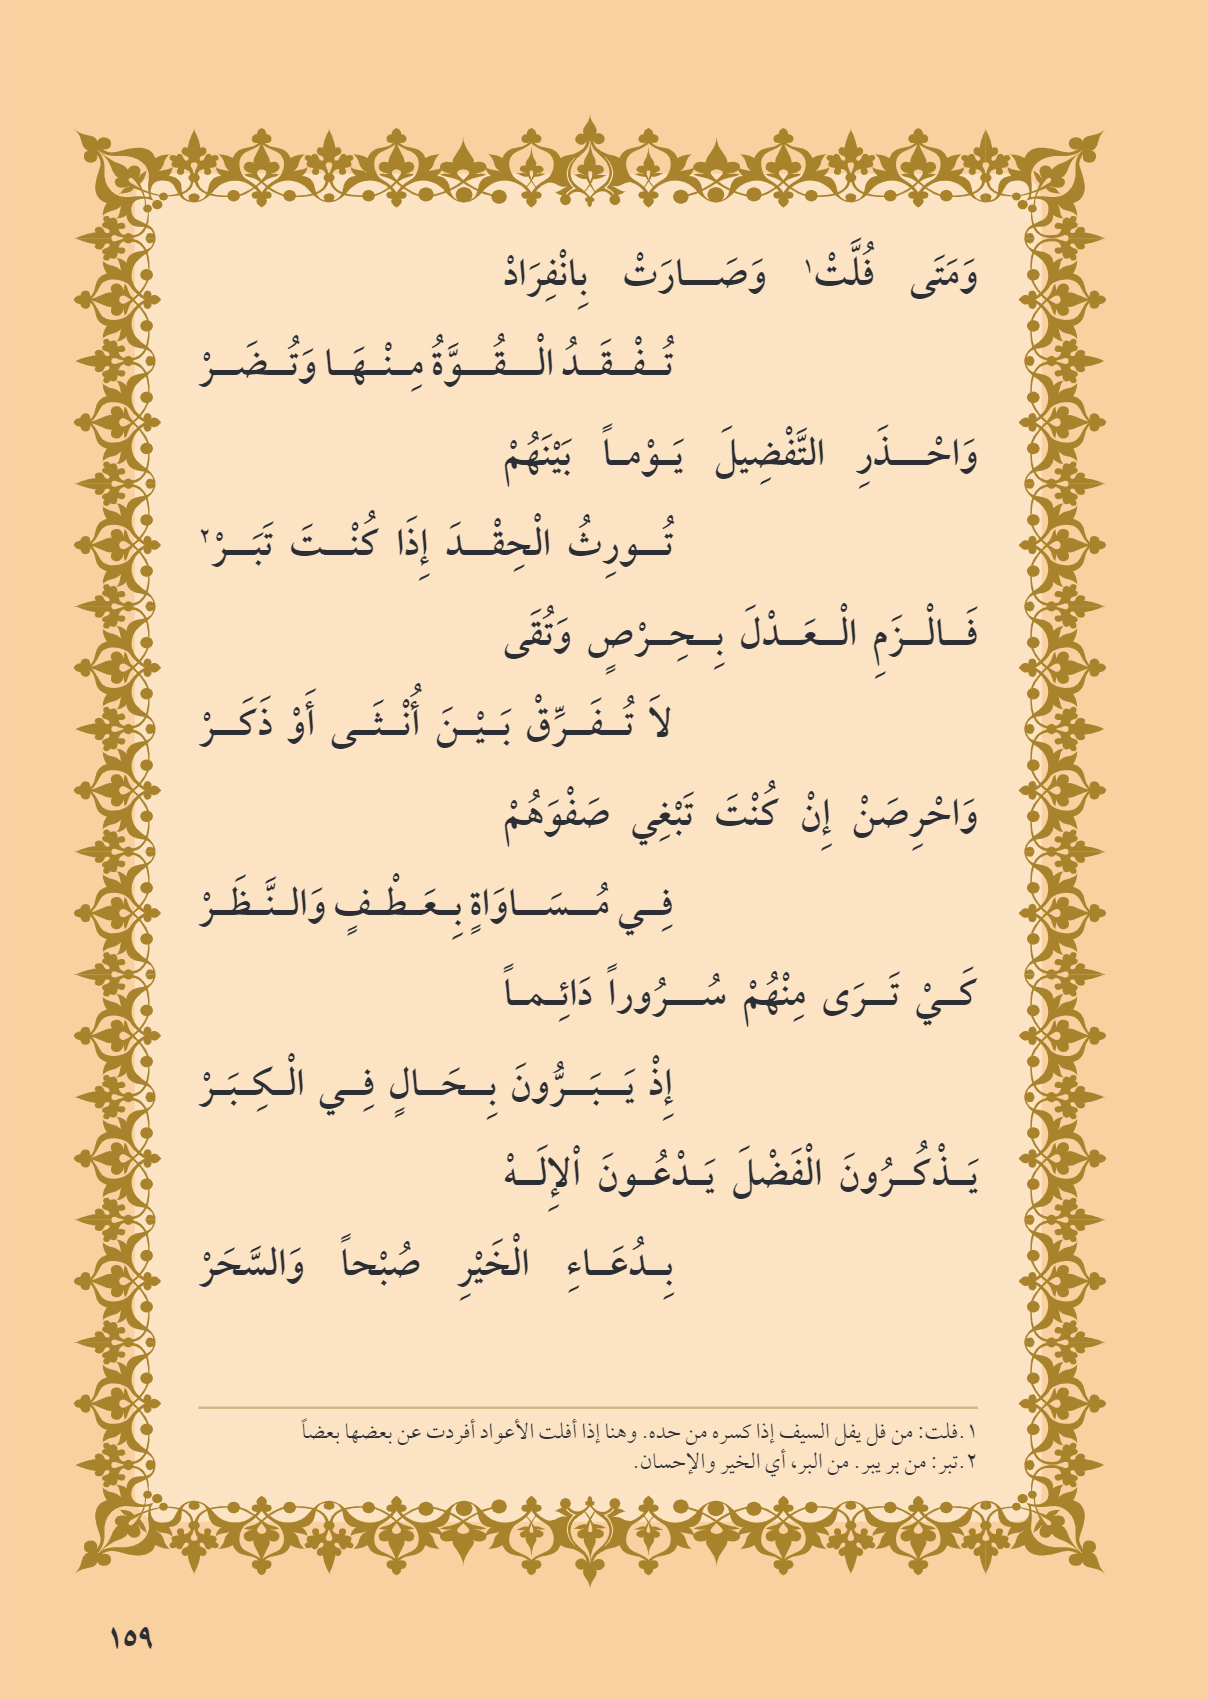 وَمَتَى فُلَّتْ١ وَصَارَتْ بِانْفِرَادْ
تُفْقَدُ الْقُوَّةُ مِنْهَا وَتُضَرْ
وَاحْذَرِ التَّفْضِيلَ يَوْماً بَيْنَهُمْ
تُورِثُ الْحِقْدَ إِذَا كُنْتَ تَبَرْ٢
فَالْزَمِ الْعَدْلَ بِحِرْصٍ وَتُقَى
لاَ تُفَرِّقْ بَيْنَ أُنْثَى أَوْ ذَكَرْ
وَاحْرِصَنْ إِنْ كُنْتَ تَبْغِي صَفْوَهُمْ
فِي مُسَاوَاةٍ بِعَطْفٍ وَالنَّظَرْ
كَيْ تَرَى مِنْهُمْ سُرُوراً دَائِماً
إِذْ يَبَرُّونَ بِحَالٍ فِي الْكِبَرْ
يَذْكُرُونَ الْفَضْلَ يَدْعُونَ اْلإِلَهْ
بِدُعَاءِ الْخَيْرِ صُبْحاً وَالسَّحَرْ
١.فلت: من فل يفل السيف إذا كسره من حده. وهنا إذا أفلت الأعواد أفردت عن بعضها بعضاً
٢.تبر: من بر يبر. من البر، أي الخير والإحسان.
١٥٩